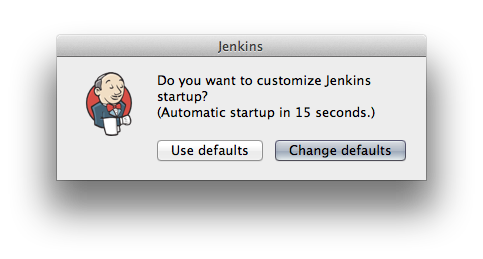 Jenkins
Do you want to customize Jenkins
startup?
(Automatic startup in 15 seconds.)
Use defaults
Change defaults